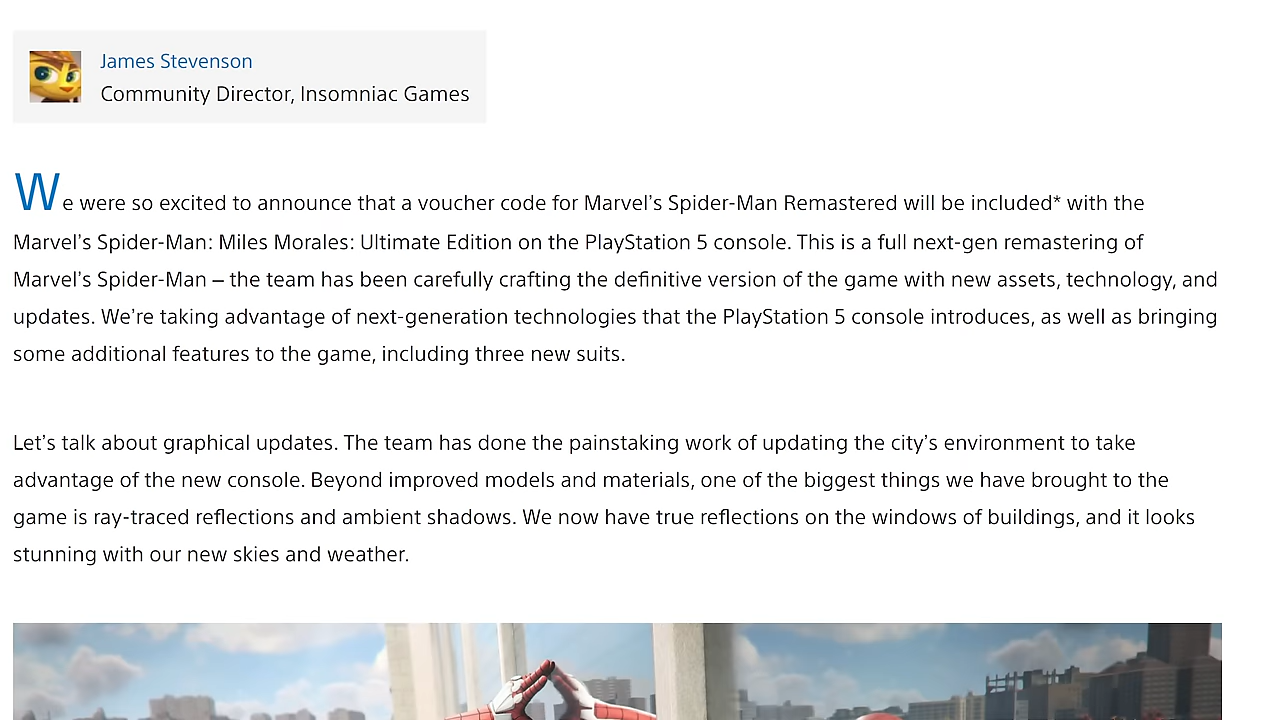 James Stevenson
Community Director, Insomniac Games
We were so excited to announce that a voucher code for Marvel’s Spider-Man Remastered will be included* with the
Marvel’s Spider-Man: Miles Morales: Ultimate Edition on the PlayStation 5 console. This is a full next-gen remastering of
Marvel’s Spider-Man – the team has been carefully crafting the definitive version of the game with new assets, technology, and
updates. We’re taking advantage of next-generation technologies that the PlayStation 5 console introduces, as well as bringing
some additional features to the game, including three new suits.
Let’s talk about graphical updates. The team has done the painstaking work of updating the city’s environment to take
advantage of the new console. Beyond improved models and materials, one of the biggest things we have brought to the
game is ray-traced reflections and ambient shadows. We now have true reflections on the windows of buildings, and it looks
stunning with our new skies and weather.